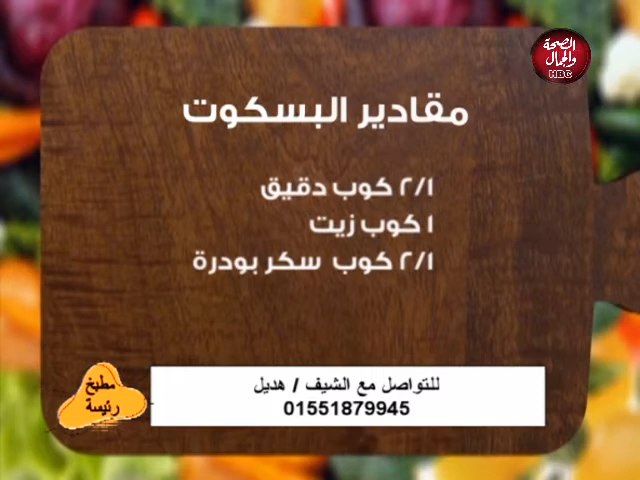 الصحة
والجمال
HBC
مقادير البسكوت
٢/١ كوب دقيق
١ كوب زيت
٢/١ كوب سكر بودرة
مطبخ
رئيسة
للتواصل مع الشيف / هديل
01551879945